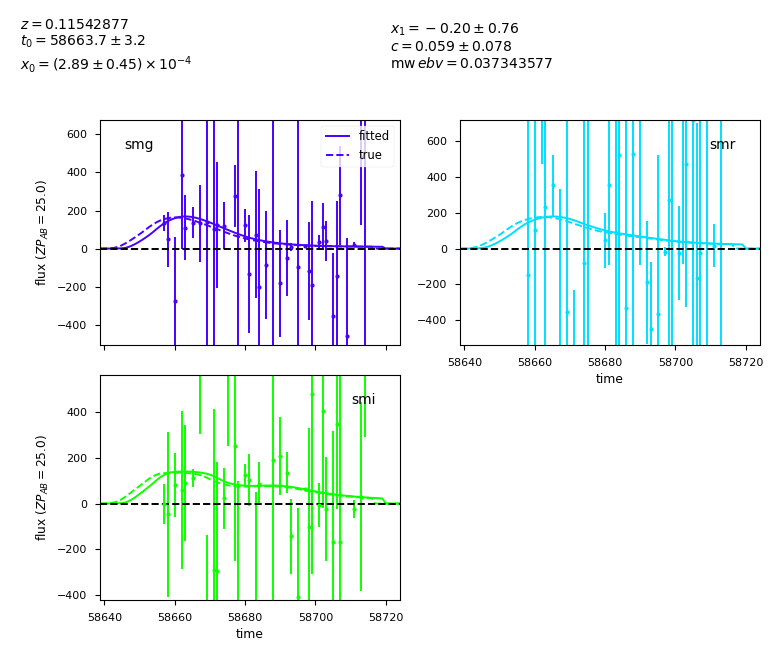 z = 0.11542877
t₀ = 58663.7 ± 3.2
x₀ = (2.89 ± 0.45) × 10⁻⁴
x₁ = −0.20 ± 0.76
c = 0.059 ± 0.078
mw ebv = 0.037343577
smg
fitted
true
600
400
200
0
−200
−400
flux (ZP_AB = 25.0)
smr
600
400
200
0
−200
−400
58640 58660 58680 58700 58720
time
smi
400
200
0
−200
−400
flux (ZP_AB = 25.0)
58640 58660 58680 58700 58720
time